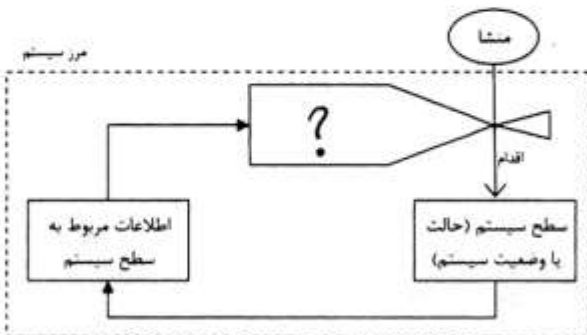 منشا
مرز سیستم
?
اقدام
سطح سیستم (حالت
یا وضعیت سیستم)
اطلاعات مربوط به
سطح سیستم